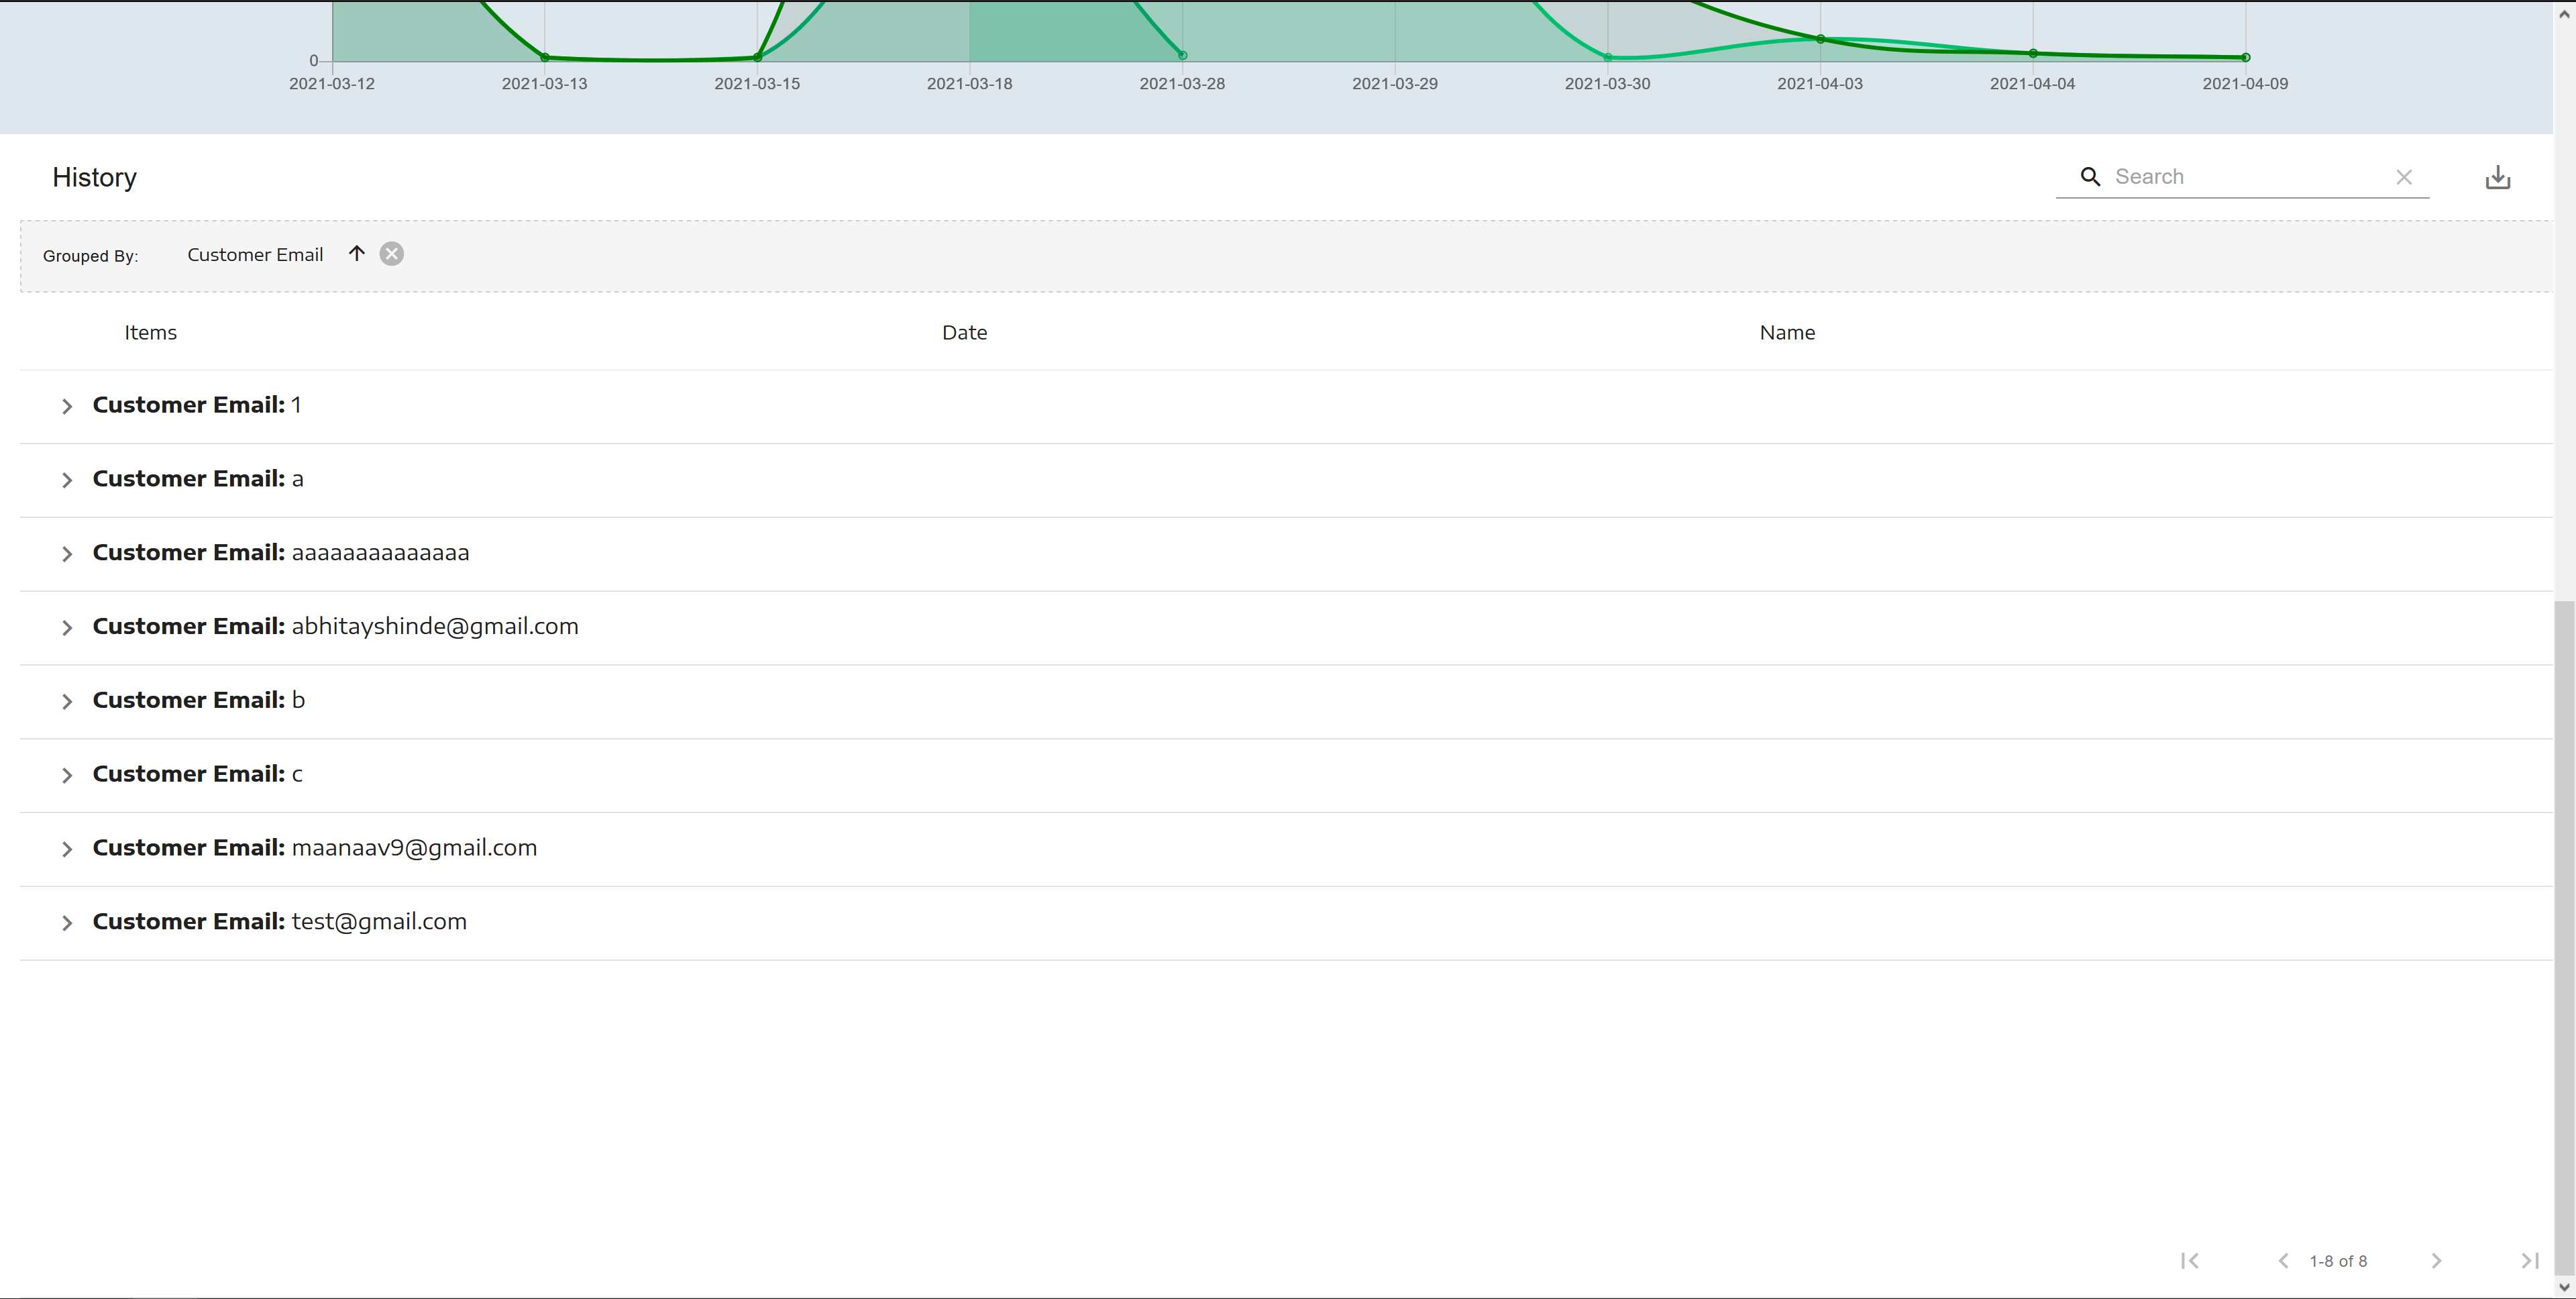 0
2021-03-12 2021-03-13 2021-03-15 2021-03-18 2021-03-28 2021-03-29 2021-03-30 2021-04-03 2021-04-04 2021-04-09
History Search
Grouped By: Customer Email
Items Date Name
Customer Email: 1
Customer Email: a
Customer Email: aaaaaaaaaaaaaa
Customer Email: abhitayshinde@gmail.com
Customer Email: b
Customer Email: c
Customer Email: maanaav9@gmail.com
Customer Email: test@gmail.com
1-8 of 8